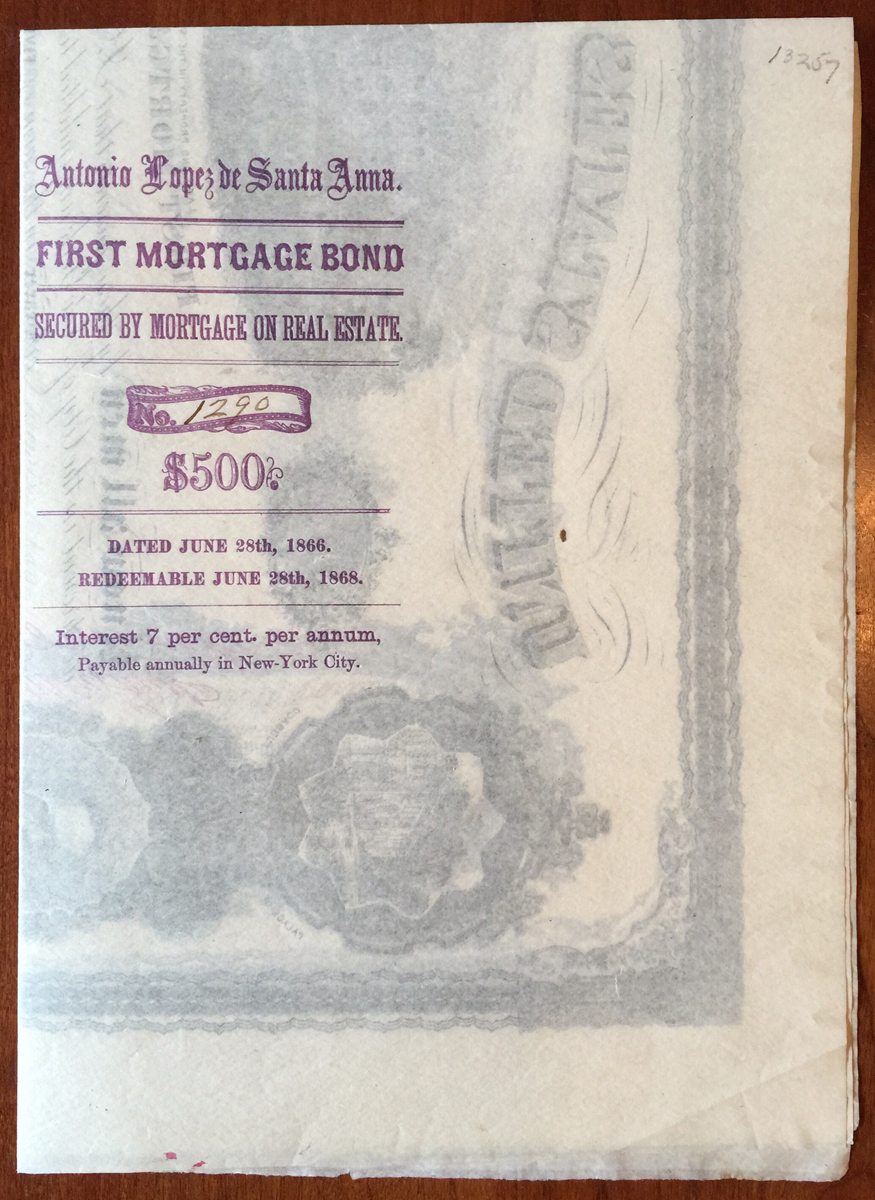 13257
Antonio Lopez de Santa Anna.
FIRST MORTGAGE BOND
SECURED BY MORTGAGE ON REAL ESTATE.
No. 1290
$500
DATED JUNE 28th, 1866.
REDEEMABLE JUNE 28th, 1868.
Interest 7 per cent. per annum,
Payable annually in New-York City.
UNITED STATES